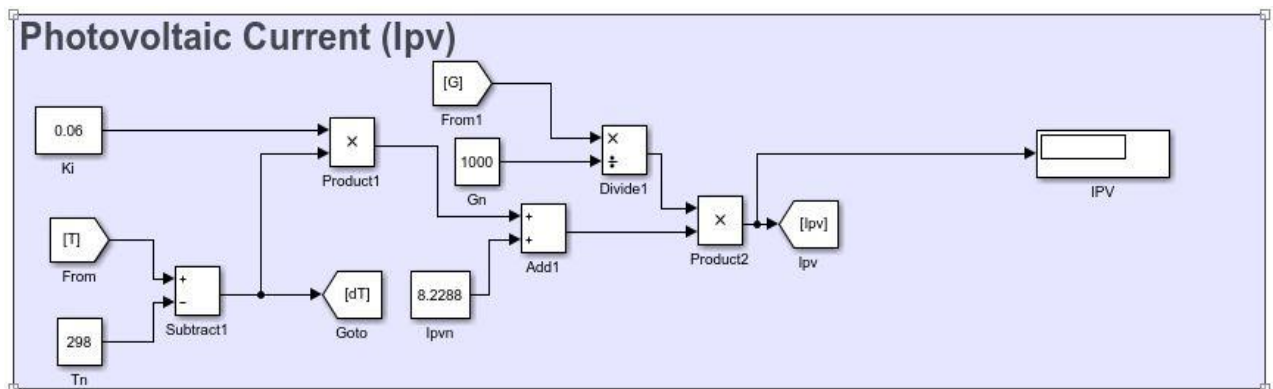 Photovoltaic Current (Ipv)
[G]
From1
0.06
Ki
×
Product1
1000
Gn
×
÷
Divide1
IPV
[T]
From
+
−
Subtract1
298
Tn
[dT]
Goto
8.2288
Ipvn
+
+
Add1
×
Product2
[Ipv]
Ipv